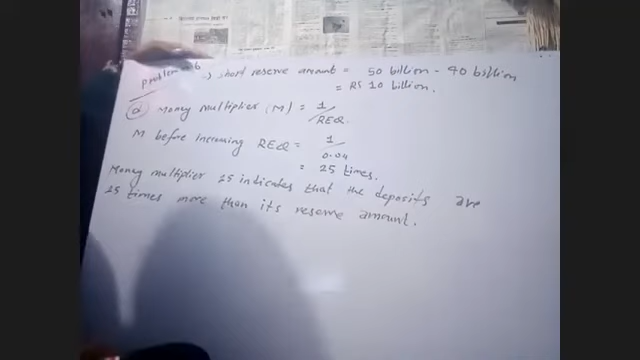 Problem no 6
→ short reserve amount = 50 billion - 40 billion
= RS 10 billion.
a) Money multiplier (M) = 1/REQ.
M before increasing REQ = 1/0.04
= 25 times.
Money multiplier 25 indicates that the deposits are
25 times more than its reserve amount.